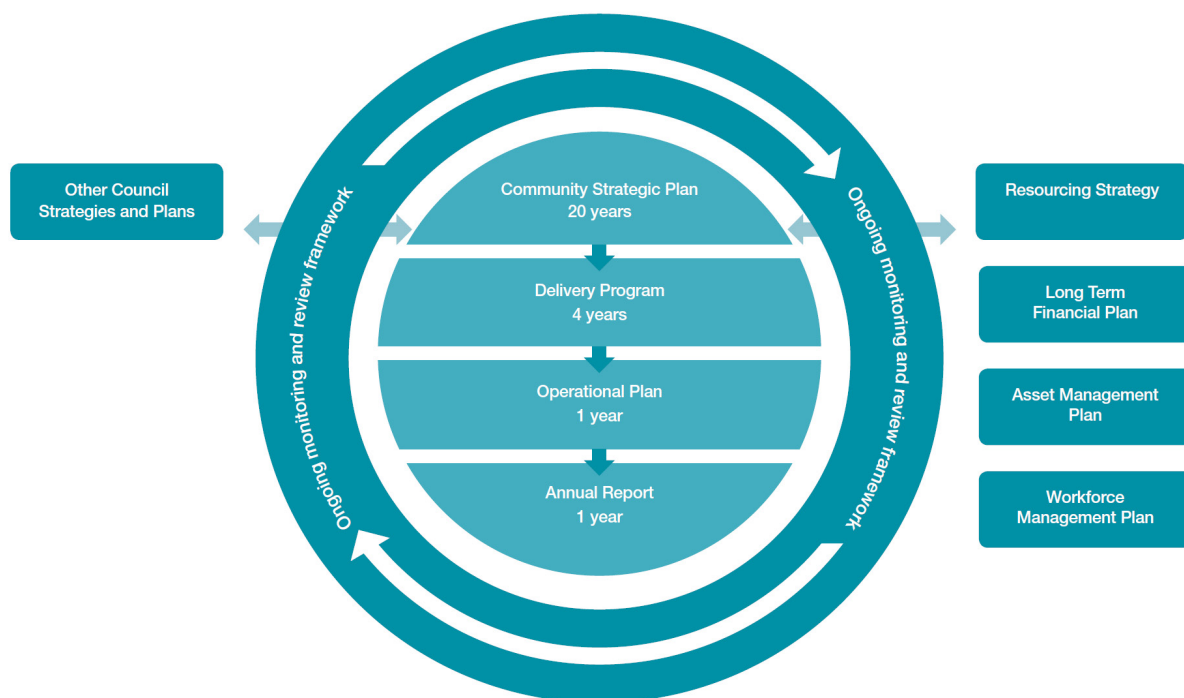 Other Council
Strategies and Plans
Ongoing monitoring and review framework
Community Strategic Plan
20 years
Delivery Program
4 years
Operational Plan
1 year
Annual Report
1 year
Ongoing monitoring and review framework
Resourcing Strategy
Long Term
Financial Plan
Asset Management
Plan
Workforce
Management Plan